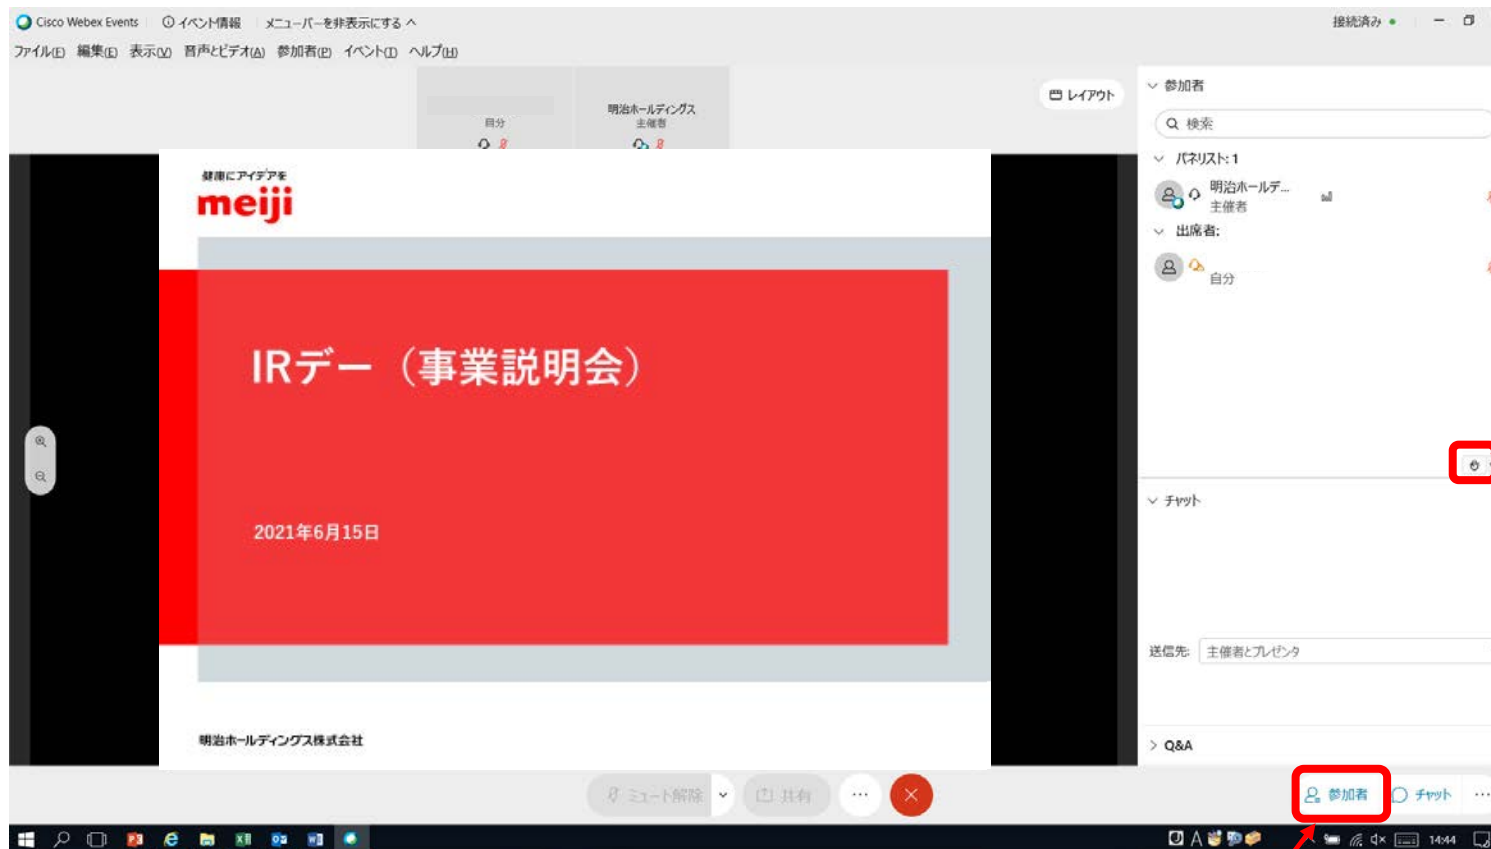 Cisco Webex Events イベント情報 メニューバーを非表示にする 接続済み
ファイル(F) 編集(E) 表示(V) 音声とビデオ(A) 参加者(P) イベント(I) ヘルプ(H)
自分
明治ホールディングス
主催者
レイアウト
健康にアイデアを
meiji
IRデー（事業説明会）
2021年6月15日
明治ホールディングス株式会社
参加者
検索
パネリスト: 1
明治ホールデ...
主催者
出席者:
自分
チャット
送信先: 主催者とプレゼンタ
Q&A
ミュート解除 共有 ... 参加者 チャット ...
A 14:44